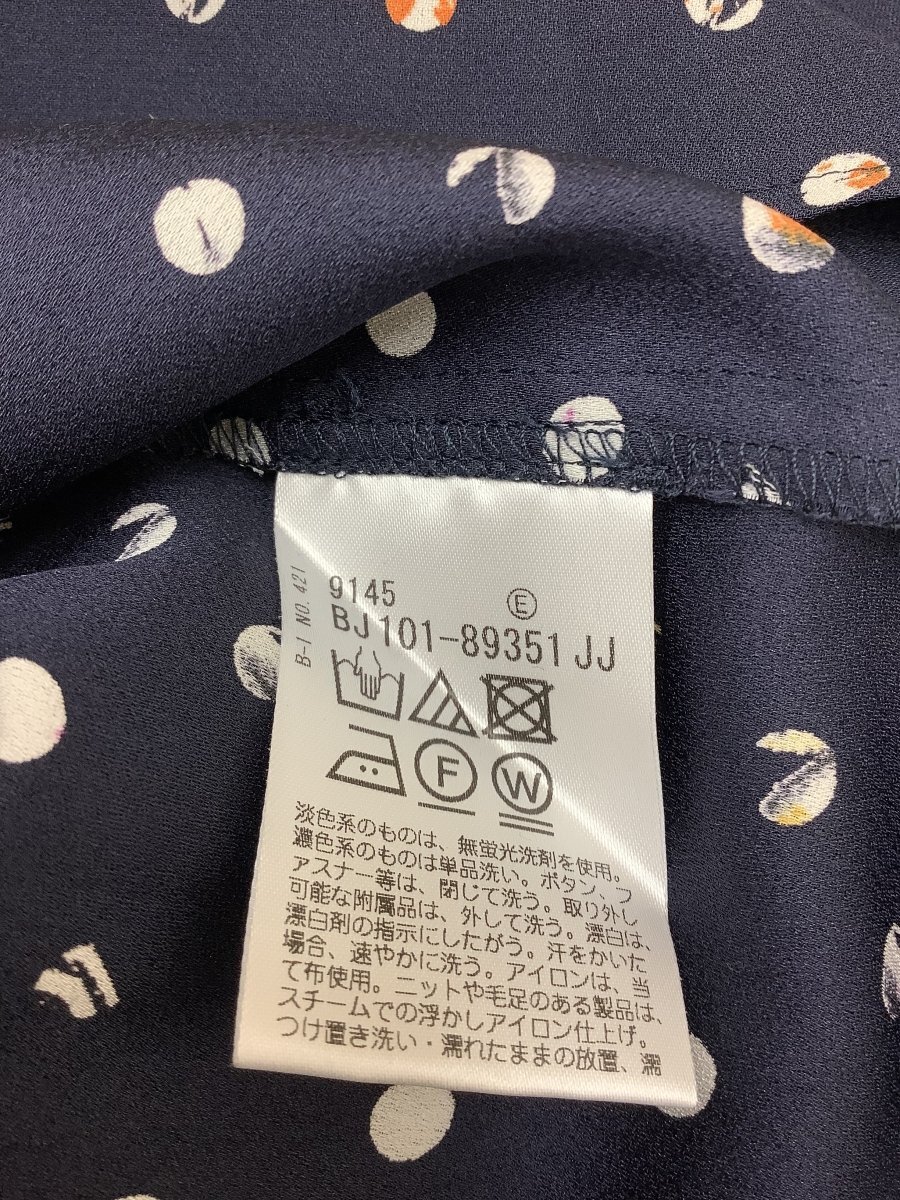 B-1 NO. 421
9145
Ⓔ
BJ101-89351JJ
F
W
淡色系のものは、無蛍光洗剤を使用。
濃色系のものは単品洗い。ボタン、フ
ァスナー等は、閉じて洗う。取り外し
可能な附属品は、外して洗う。漂白は、
漂白剤の指示にしたがう。汗をかいた
場合、速やかに洗う。アイロンは、当
て布使用。ニットや毛足のある製品は、
スチームでの浮かしアイロン仕上げ。
つけ置き洗い・濡れたままの放置、濡